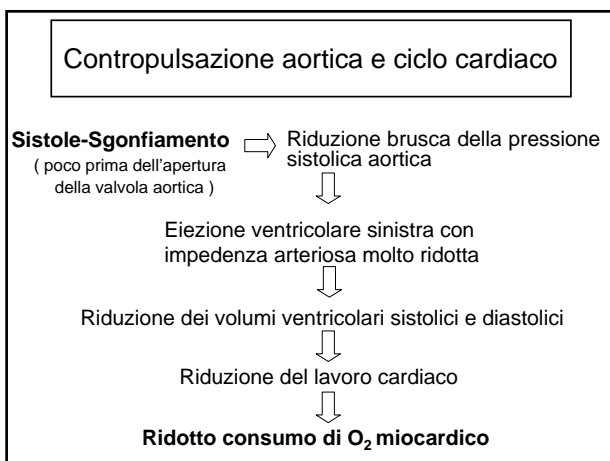 Contropulsazione aortica e ciclo cardiaco
Sistole-Sgonfiamento
( poco prima dell'apertura
della valvola aortica )
Riduzione brusca della pressione
sistolica aortica
Eiezione ventricolare sinistra con
impedenza arteriosa molto ridotta
Riduzione dei volumi ventricolari sistolici e diastolici
Riduzione del lavoro cardiaco
Ridotto consumo di O₂ miocardico